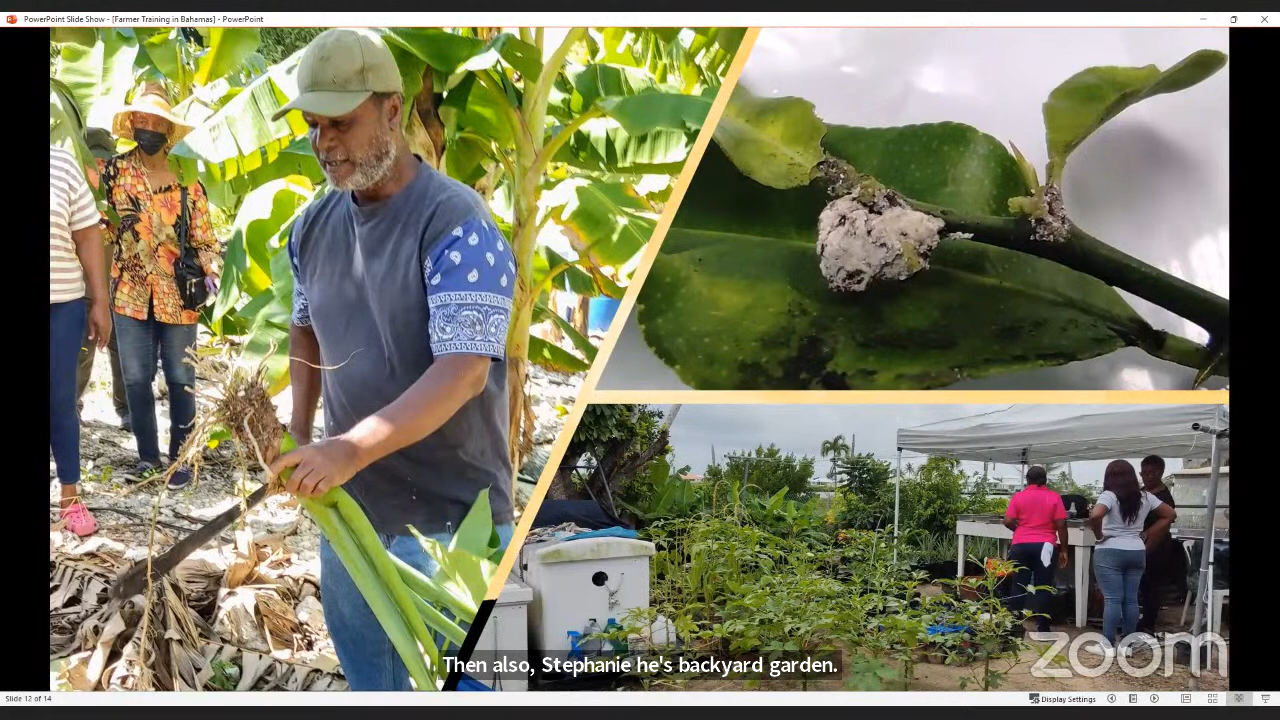 PowerPoint Slide Show - [Farmer Training in Bahamas] - PowerPoint
Then also, Stephanie he's backyard garden.
zoom
Slide 12 of 14
Display Settings